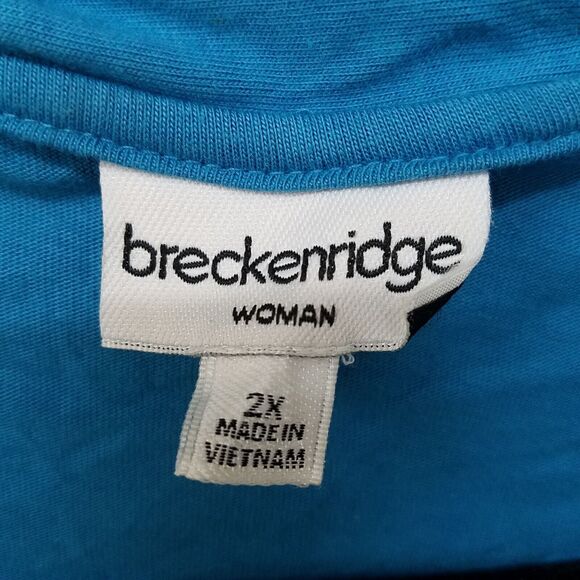 breckenridge
WOMAN
2X
MADE IN
VIETNAM